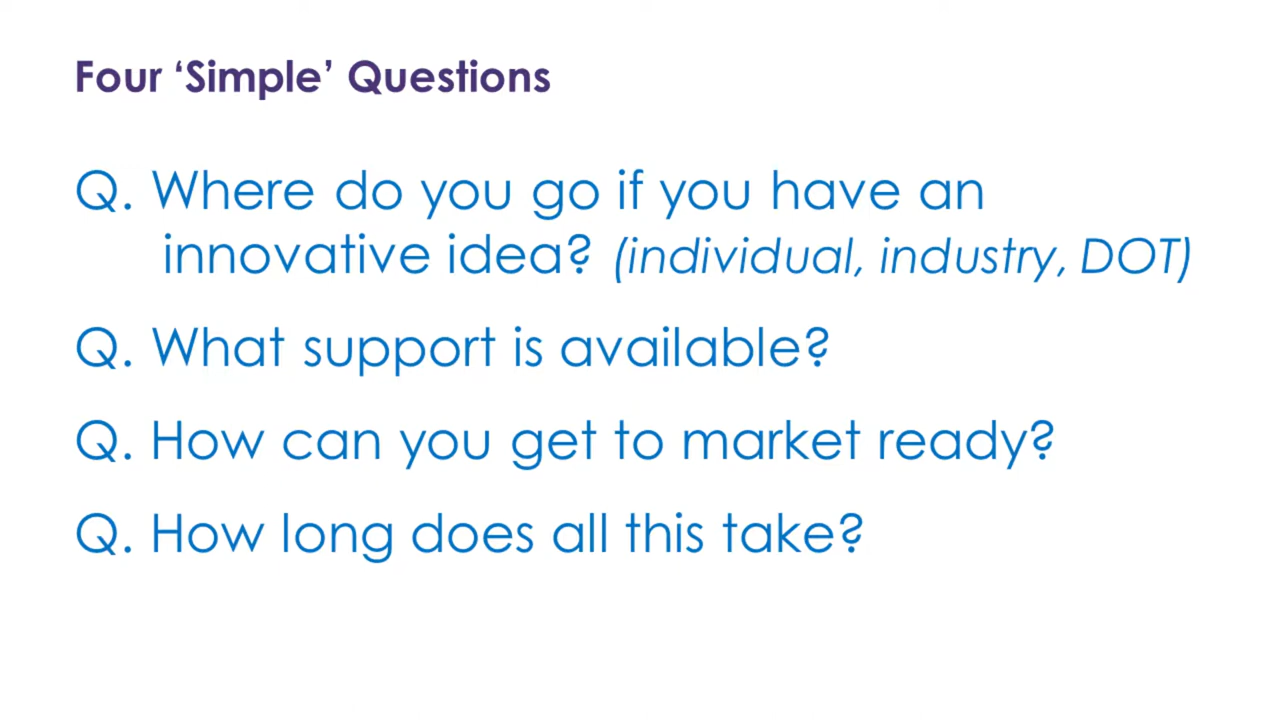 Four ‘Simple’ Questions
Q. Where do you go if you have an
innovative idea? (individual, industry, DOT)
Q. What support is available?
Q. How can you get to market ready?
Q. How long does all this take?